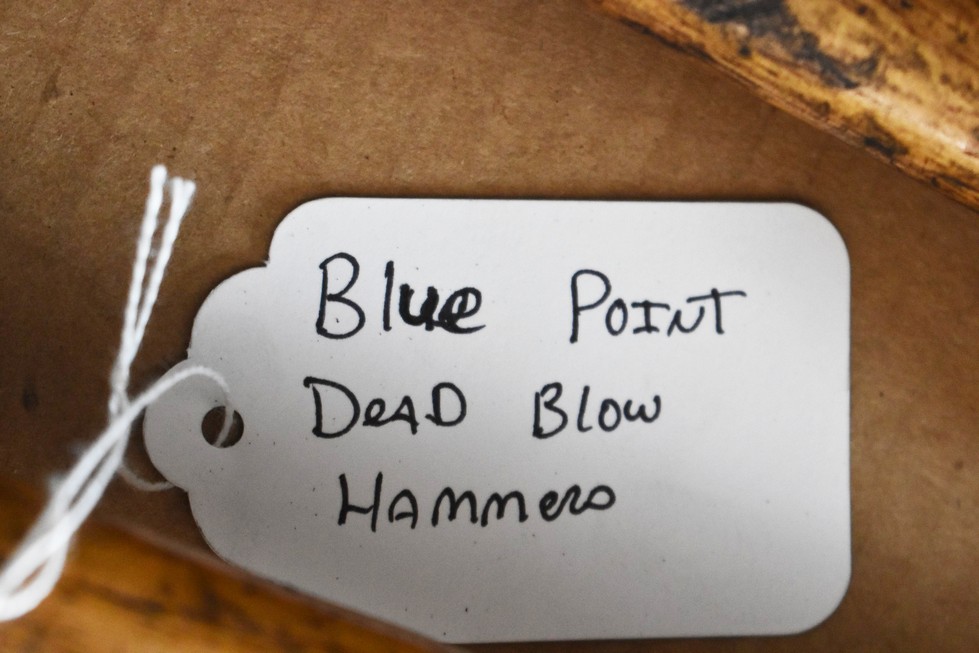 Blue Point
Dead Blow
Hammers